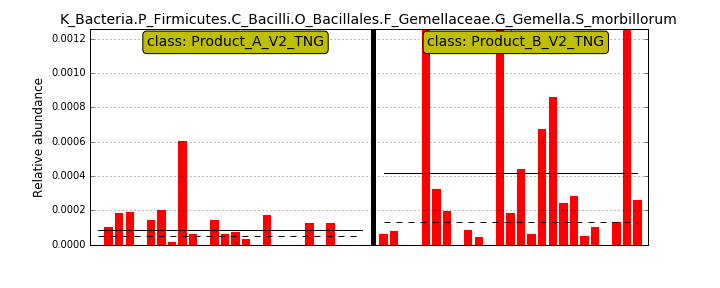 K_Bacteria.P_Firmicutes.C_Bacilli.O_Bacillales.F_Gemellaceae.G_Gemella.S_morbillorum
class: Product_A_V2_TNG
class: Product_B_V2_TNG
Relative abundance
0.0012
0.0010
0.0008
0.0006
0.0004
0.0002
0.0000